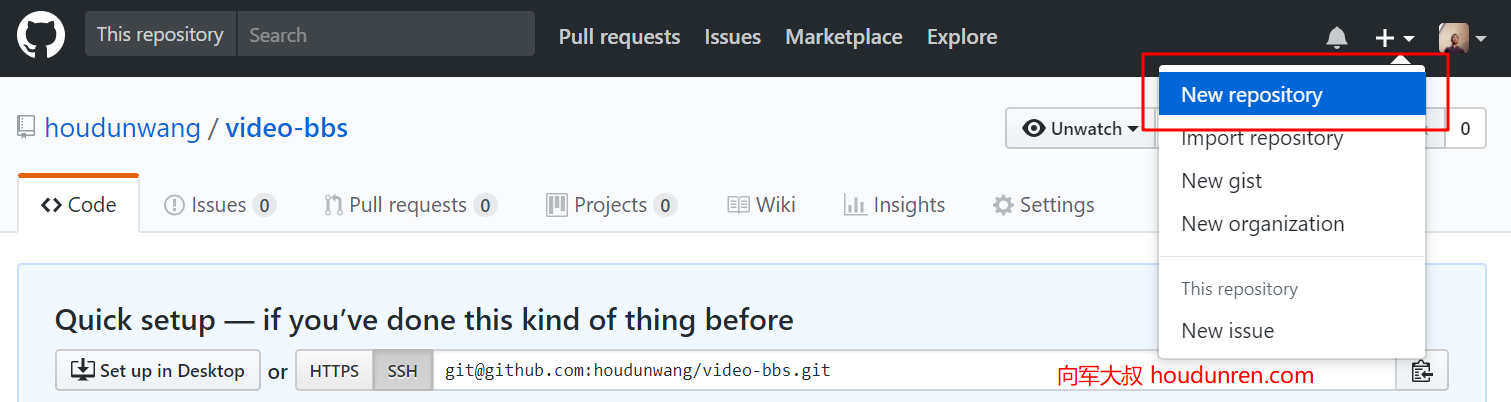 This repository Search Pull requests Issues Marketplace Explore
New repository
houdunwang / video-bbs
Unwatch 0
Import repository
New gist
New organization
This repository
New issue
Code Issues 0 Pull requests 0 Projects 0 Wiki Insights Settings
Quick setup — if you’ve done this kind of thing before
Set up in Desktop or HTTPS SSH git@github.com:houdunwang/video-bbs.git
向军大叔 houdunren.com